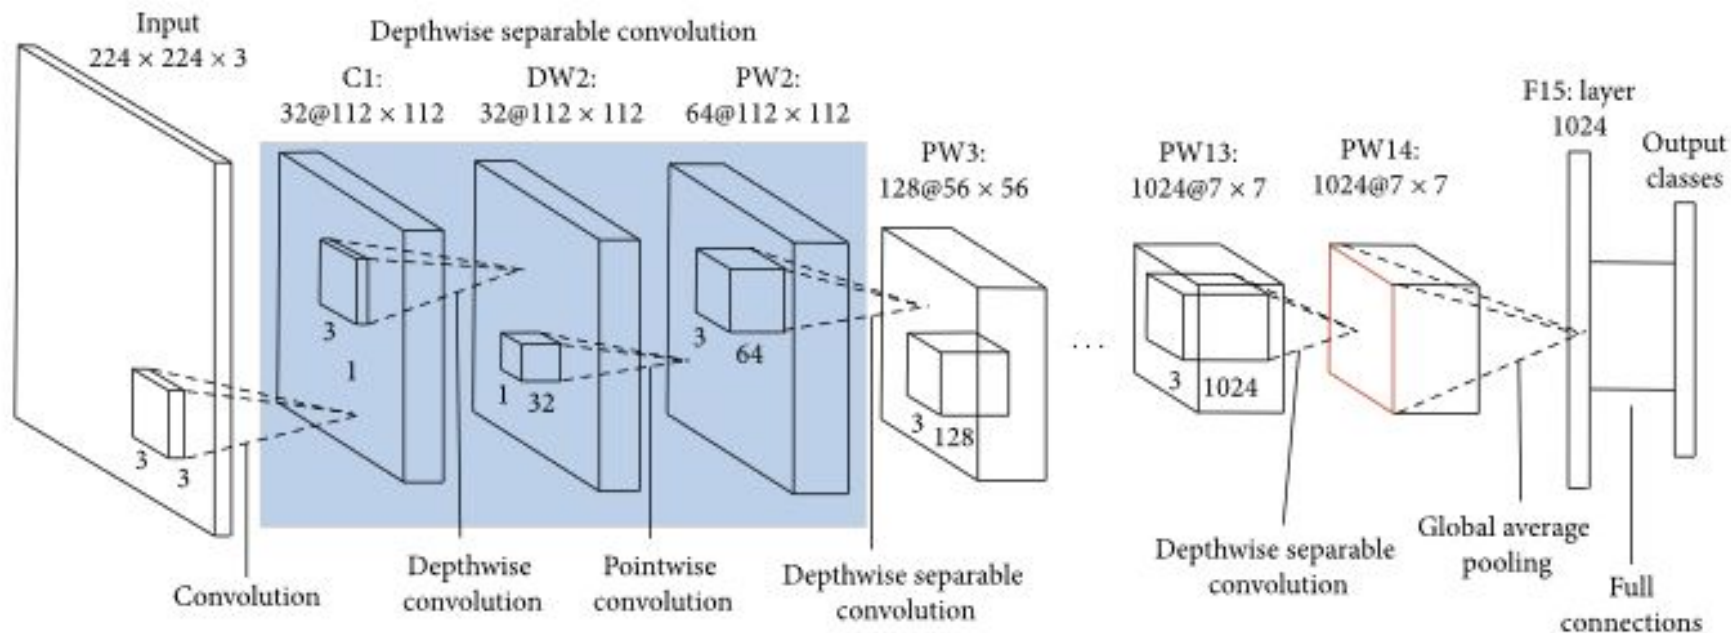 Input
224 × 224 × 3
Depthwise separable convolution
C1:
32@112 × 112
DW2:
32@112 × 112
PW2:
64@112 × 112
PW3:
128@56 × 56
PW13:
1024@7 × 7
PW14:
1024@7 × 7
F15: layer
1024
Output
classes
3
3
3
1
1
32
3
64
3
128
. . .
3
1024
Convolution
Depthwise
convolution
Pointwise
convolution
Depthwise separable
convolution
Depthwise separable
convolution
Global average
pooling
Full
connections